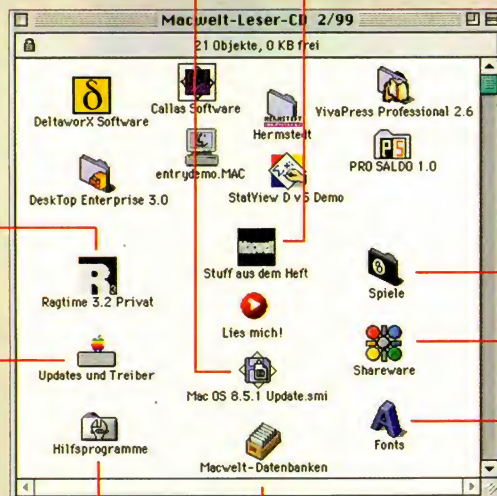 Macwelt-Leser-CD 2/99
21 Objekte, 0 KB frei
DeltaworX Software
Callas Software
HERMSTEDT
Hermstedt
VivaPress Professional 2.6
entrydemo.MAC
PRO SALDO 1.0
DeskTop Enterprise 3.0
StatView D v5 Demo
Stuff aus dem Heft
Spiele
Ragtime 3.2 Privat
Lies mich!
Shareware
Updates und Treiber
Mac OS 8.5.1 Update.smi
Fonts
Hilfsprogramme
Macwelt-Datenbanken